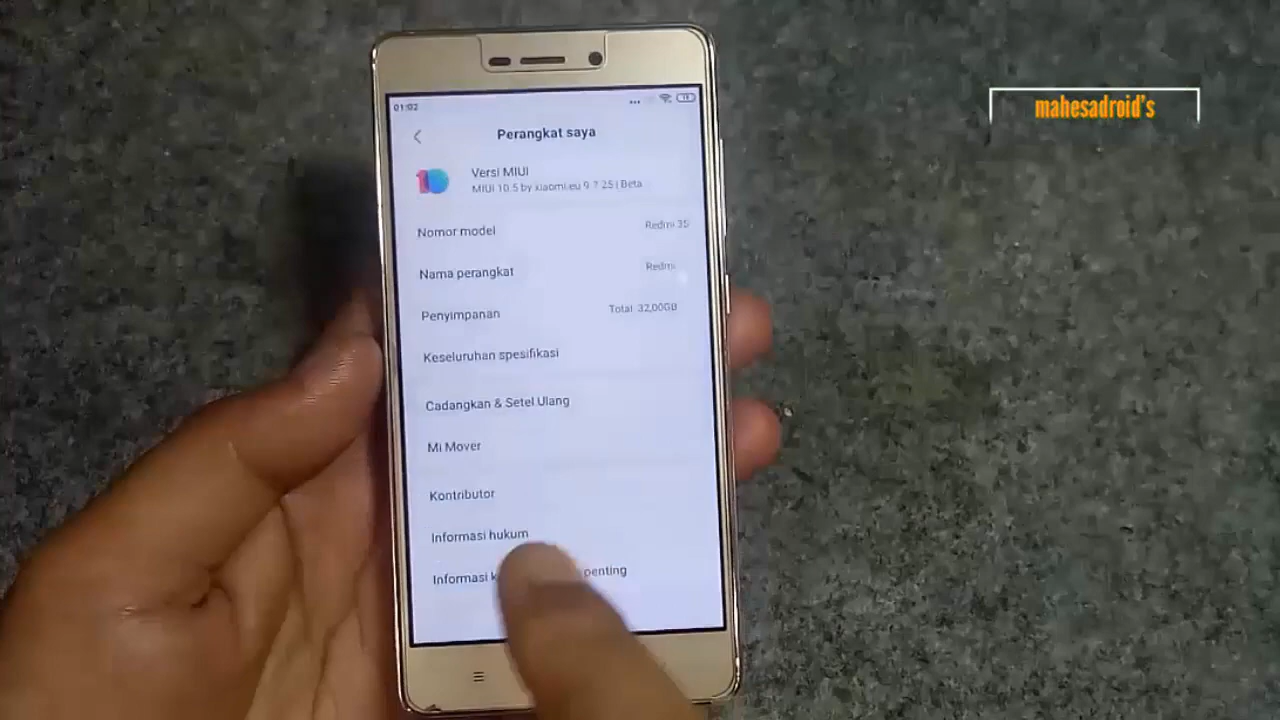 mahesadroid's
01:02
Perangkat saya
10
Versi MIUI
MIUI 10.5 by xiaomi.eu 9.7.25 | Beta
Nomor model
Redmi 3S
Nama perangkat
Redmi
Penyimpanan
Total: 32,00GB
Keseluruhan spesifikasi
Cadangkan & Setel Ulang
Mi Mover
Kontributor
Informasi hukum
Informasi k penting